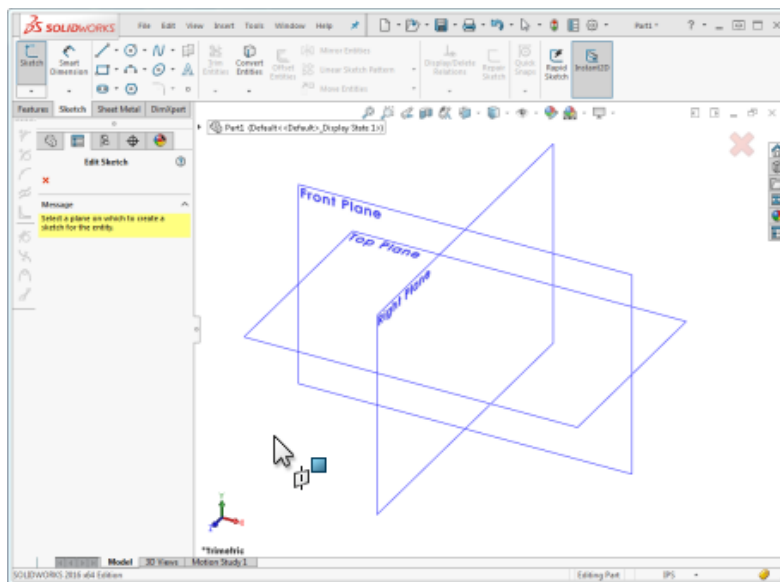 SOLIDWORKS File Edit View Insert Tools Window Help Part1 ?
Sketch Smart Dimension Trim Entities Convert Entities Offset Entities Mirror Entities Linear Sketch Pattern Move Entities Display/Delete Relations Repair Sketch Quick Snaps Rapid Sketch Instant2D
Features Sketch Sheet Metal DimXpert
Part1 (Default<<Default>_Display State 1>)
Edit Sketch ?
Message
Select a plane on which to create a
sketch for the entity.
Front Plane
Top Plane
Right Plane
*Trimetric
Model 3D Views Motion Study 1
SOLIDWORKS 2016 x64 Edition Editing Part IPS